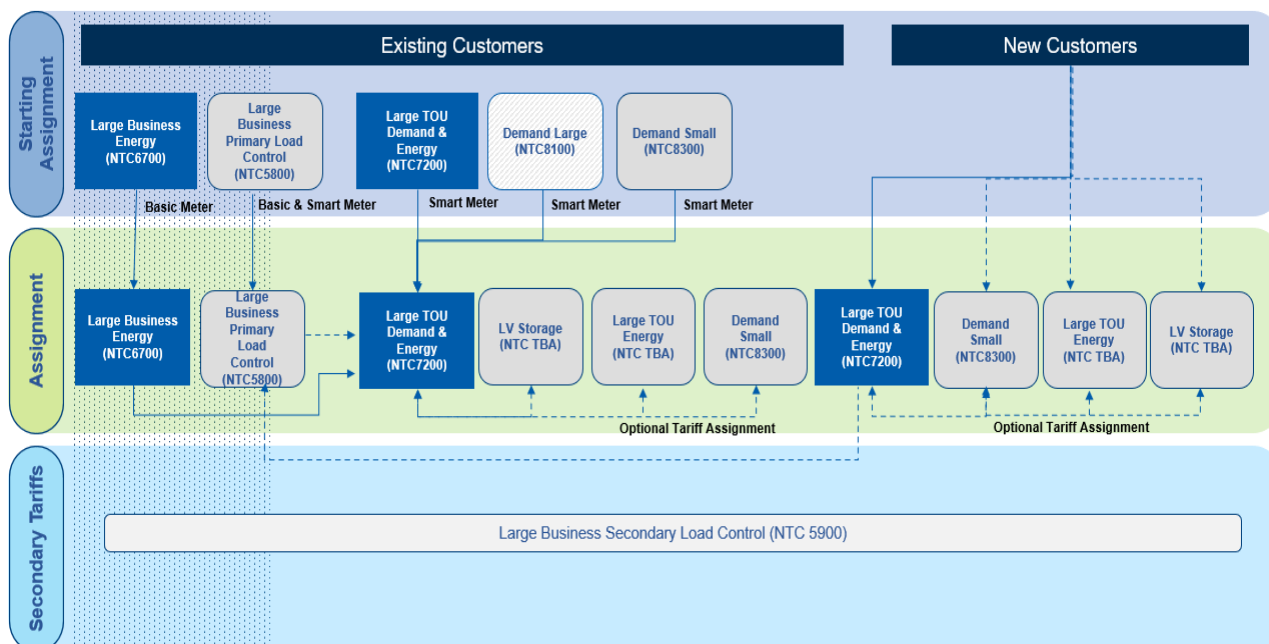 Existing Customers
New Customers
Starting
Assignment
Large Business
Energy
(NTC6700)
Large
Business
Primary Load
Control
(NTC5800)
Large TOU
Demand &
Energy
(NTC7200)
Demand Large
(NTC8100)
Demand Small
(NTC8300)
Basic Meter
Basic & Smart Meter
Smart Meter
Smart Meter
Smart Meter
Assignment
Large Business
Energy
(NTC6700)
Large
Business
Primary
Load
Control
(NTC5800)
Large TOU
Demand &
Energy
(NTC7200)
LV Storage
(NTC TBA)
Large TOU
Energy
(NTC TBA)
Demand
Small
(NTC8300)
Large TOU
Demand &
Energy
(NTC7200)
Demand
Small
(NTC8300)
Large TOU
Energy
(NTC TBA)
LV Storage
(NTC TBA)
Optional Tariff Assignment
Optional Tariff Assignment
Secondary Tariffs
Large Business Secondary Load Control (NTC 5900)